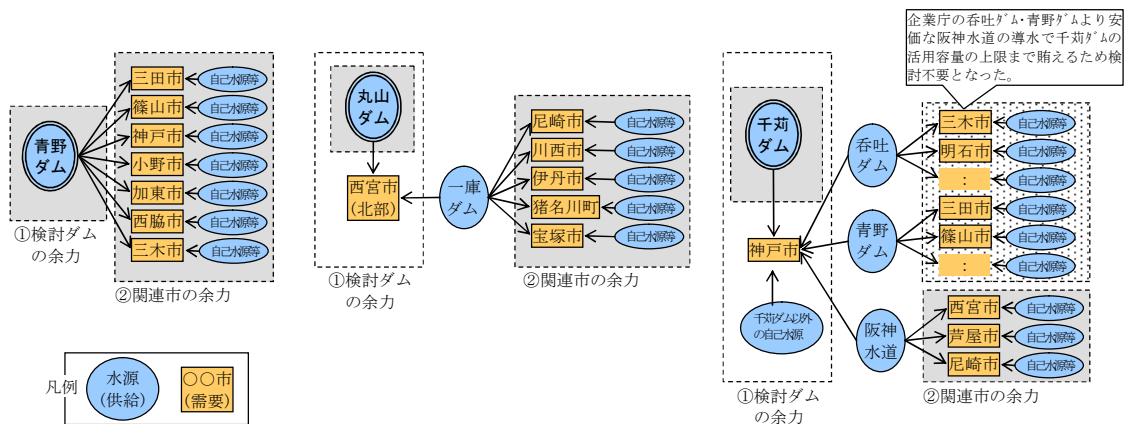 青野
ダム
①検討ダム
の余力
三田市
自己水源等
篠山市
自己水源等
神戸市
自己水源等
小野市
自己水源等
加東市
自己水源等
西脇市
自己水源等
三木市
自己水源等
②関連市の余力
丸山
ダム
西宮市
(北部)
①検討ダム
の余力
一庫
ダム
尼崎市
自己水源等
川西市
自己水源等
伊丹市
自己水源等
猪名川町
自己水源等
宝塚市
自己水源等
②関連市の余力
企業庁の呑吐ﾀﾞﾑ・青野ﾀﾞﾑより安
価な阪神水道の導水で千苅ﾀﾞﾑの
活用容量の上限まで賄えるため検
討不要となった。
千苅
ダム
神戸市
千苅ダム以外
の自己水源
①検討ダム
の余力
呑吐
ダム
三木市
自己水源等
明石市
自己水源等
：
自己水源等
青野
ダム
三田市
自己水源等
篠山市
自己水源等
：
自己水源等
阪神
水道
西宮市
自己水源等
芦屋市
自己水源等
尼崎市
自己水源等
②関連市の余力
凡例
水源
(供給)
○○市
(需要)